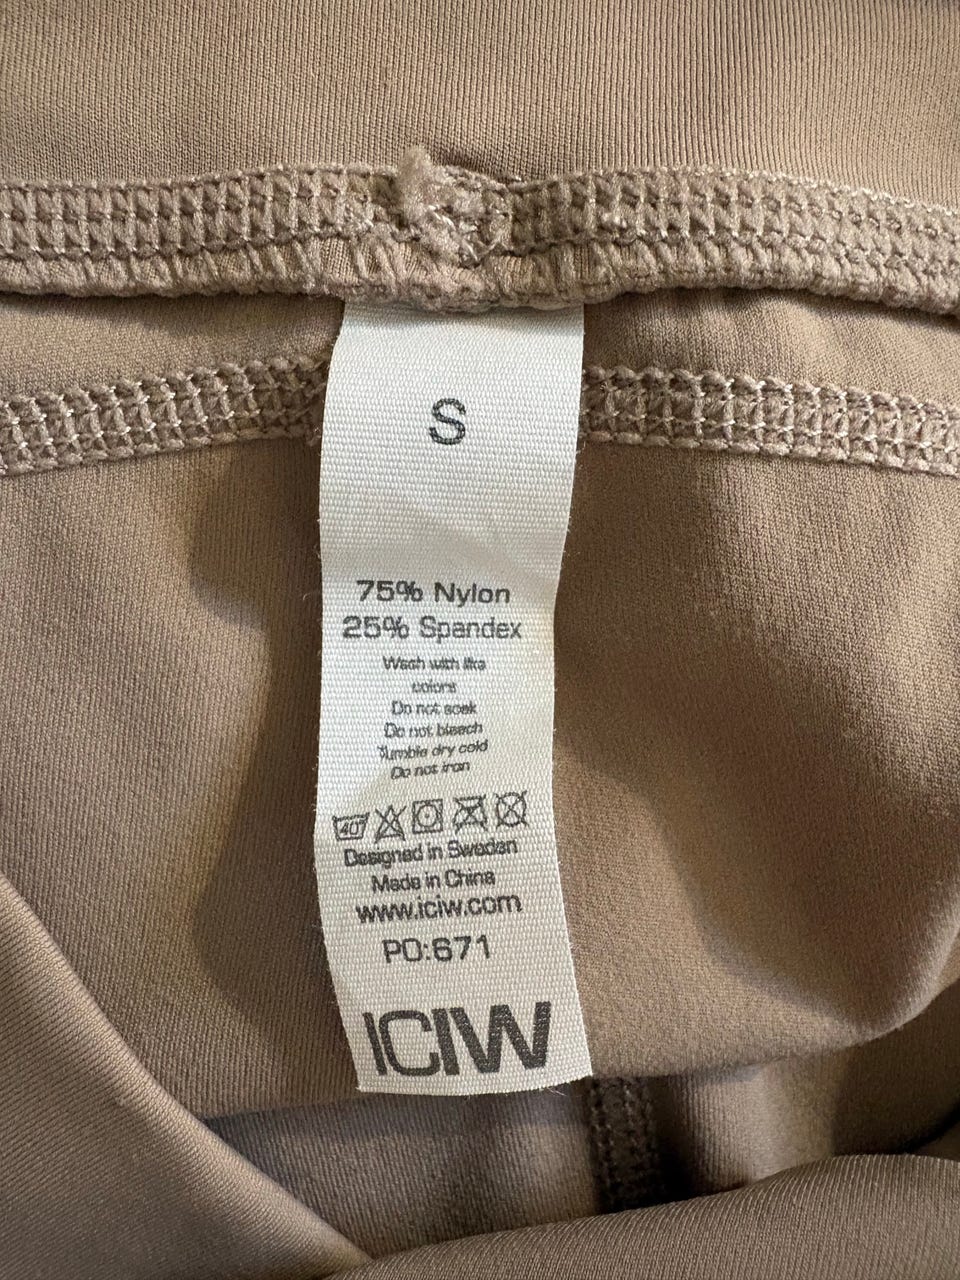 S
75% Nylon
25% Spandex
Wash with like
colors
Do not soak
Do not bleach
Tumble dry cold
Do not iron
40°
Designed in Sweden
Made in China
www.iciw.com
PO:671
ICIW